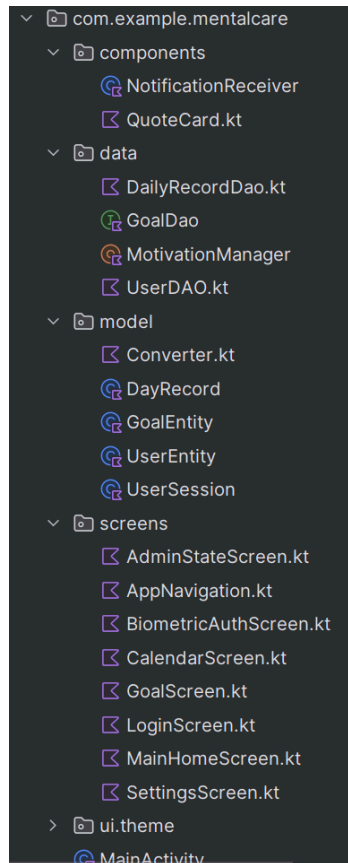 com.example.mentalcare
components
NotificationReceiver
QuoteCard.kt
data
DailyRecordDao.kt
GoalDao
MotivationManager
UserDAO.kt
model
Converter.kt
DayRecord
GoalEntity
UserEntity
UserSession
screens
AdminStateScreen.kt
AppNavigation.kt
BiometricAuthScreen.kt
CalendarScreen.kt
GoalScreen.kt
LoginScreen.kt
MainHomeScreen.kt
SettingsScreen.kt
ui.theme
MainActivity